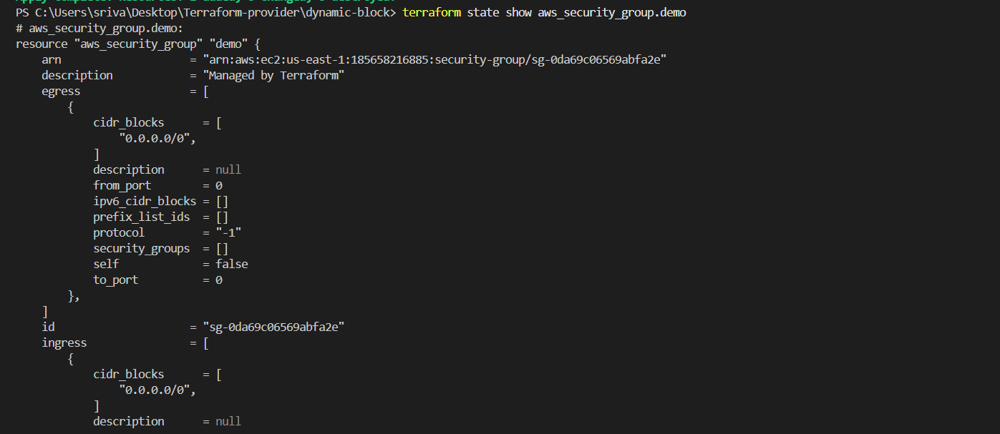 PS C:\Users\sriva\Desktop\Terraform-provider\dynamic-block> terraform state show aws_security_group.demo
# aws_security_group.demo:
resource "aws_security_group" "demo" {
    arn                    = "arn:aws:ec2:us-east-1:185658216885:security-group/sg-0da69c06569abfa2e"
    description            = "Managed by Terraform"
    egress                 = [
        {
            cidr_blocks      = [
                "0.0.0.0/0",
            ]
            description      = null
            from_port        = 0
            ipv6_cidr_blocks = []
            prefix_list_ids  = []
            protocol         = "-1"
            security_groups  = []
            self             = false
            to_port          = 0
        },
    ]
    id                     = "sg-0da69c06569abfa2e"
    ingress                = [
        {
            cidr_blocks      = [
                "0.0.0.0/0",
            ]
            description      = null